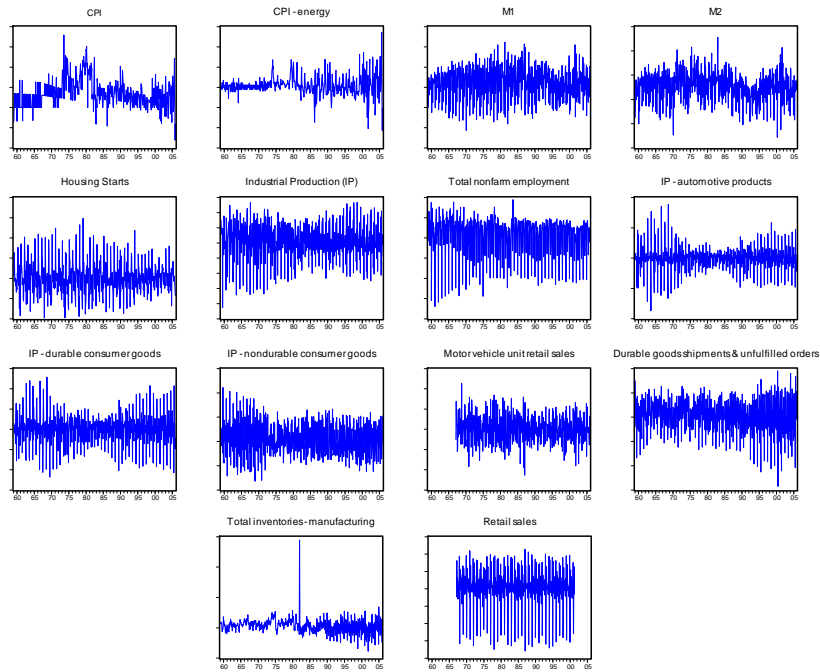 CPI
CPI - energy
M1
M2
60 65 70 75 80 85 90 95 00 05
60 65 70 75 80 85 90 95 00 05
60 65 70 75 80 85 90 95 00 05
60 65 70 75 80 85 90 95 00 05
Housing Starts
Industrial Production (IP)
Total nonfarm employment
IP - automotive products
60 65 70 75 80 85 90 95 00 05
60 65 70 75 80 85 90 95 00 05
60 65 70 75 80 85 90 95 00 05
60 65 70 75 80 85 90 95 00 05
IP - durable consumer goods
IP - nondurable consumer goods
Motor vehicle unit retail sales
Durable goods shipments & unfulfilled orders
60 65 70 75 80 85 90 95 00 05
60 65 70 75 80 85 90 95 00 05
60 65 70 75 80 85 90 95 00 05
60 65 70 75 80 85 90 95 00 05
Total inventories - manufacturing
Retail sales
60 65 70 75 80 85 90 95 00 05
60 65 70 75 80 85 90 95 00 05